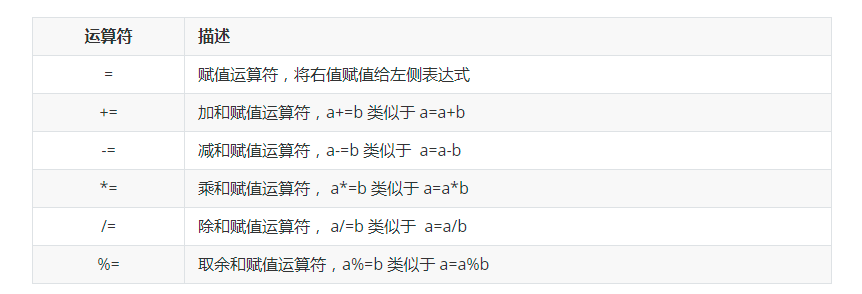 运算符 描述
= 赋值运算符，将右值赋值给左侧表达式
+= 加和赋值运算符，a+=b 类似于 a=a+b
-= 减和赋值运算符，a-=b 类似于 a=a-b
*= 乘和赋值运算符， a*=b 类似于 a=a*b
/= 除和赋值运算符， a/=b 类似于 a=a/b
%= 取余和赋值运算符，a%=b 类似于 a=a%b